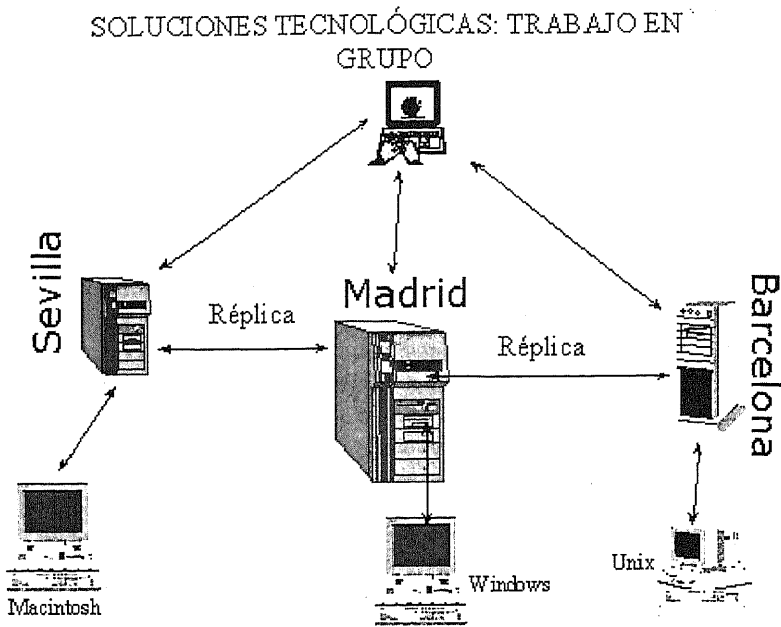 SOLUCIONES TECNOLÓGICAS: TRABAJO EN
GRUPO
Sevilla
Madrid
Barcelona
Réplica
Réplica
Macintosh
Windows
Unix